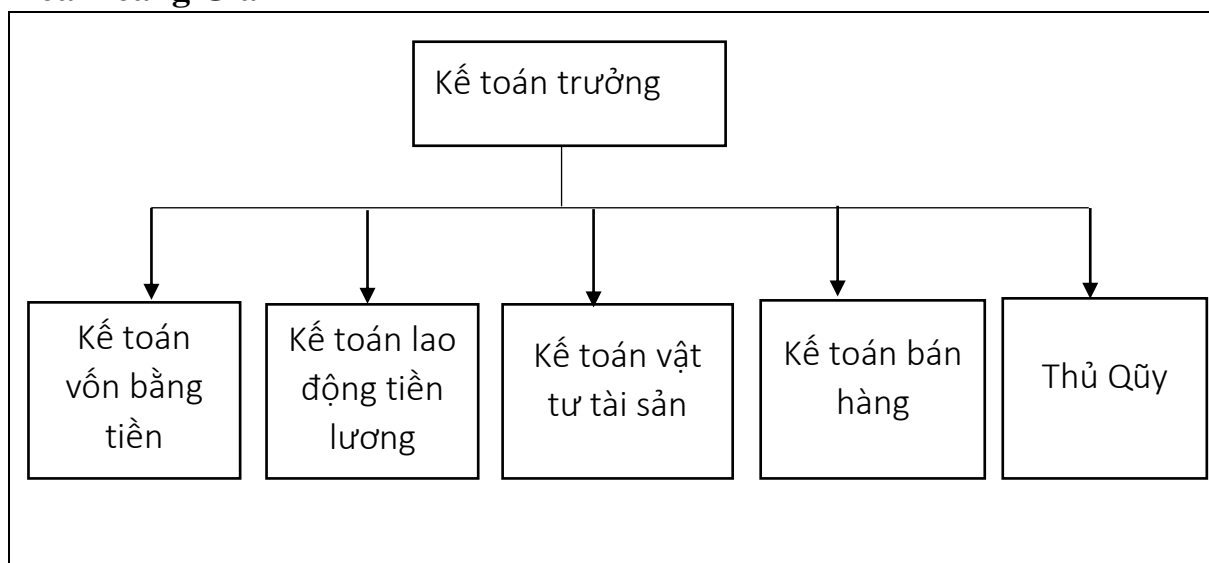 Kế toán trưởng
Kế toán
vốn bằng
tiền
Kế toán lao
động tiền
lương
Kế toán vật
tư tài sản
Kế toán bán
hàng
Thủ Qũy